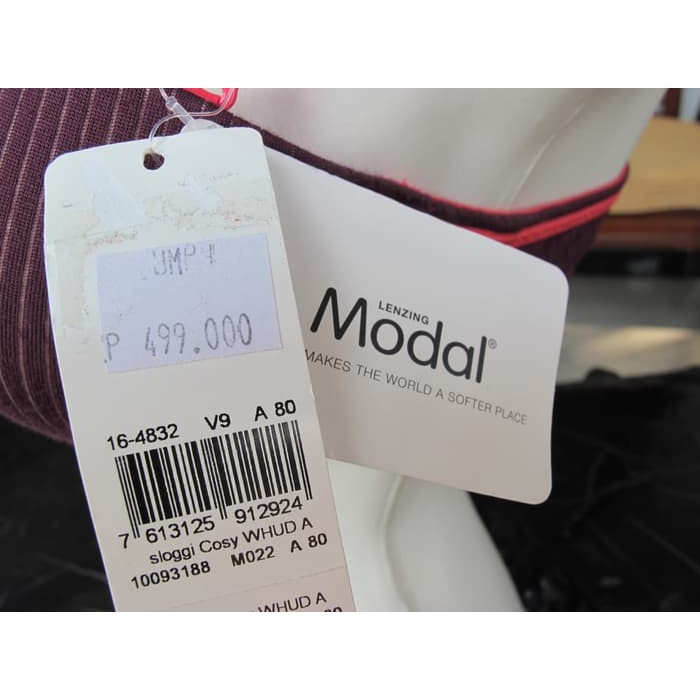 P 499.000
16-4832 V9 A 80
7 613125 912924
sloggi Cosy WHUD A
10093188 M022 A 80
WHUD A
LENZING
Modal®
MAKES THE WORLD A SOFTER PLACE